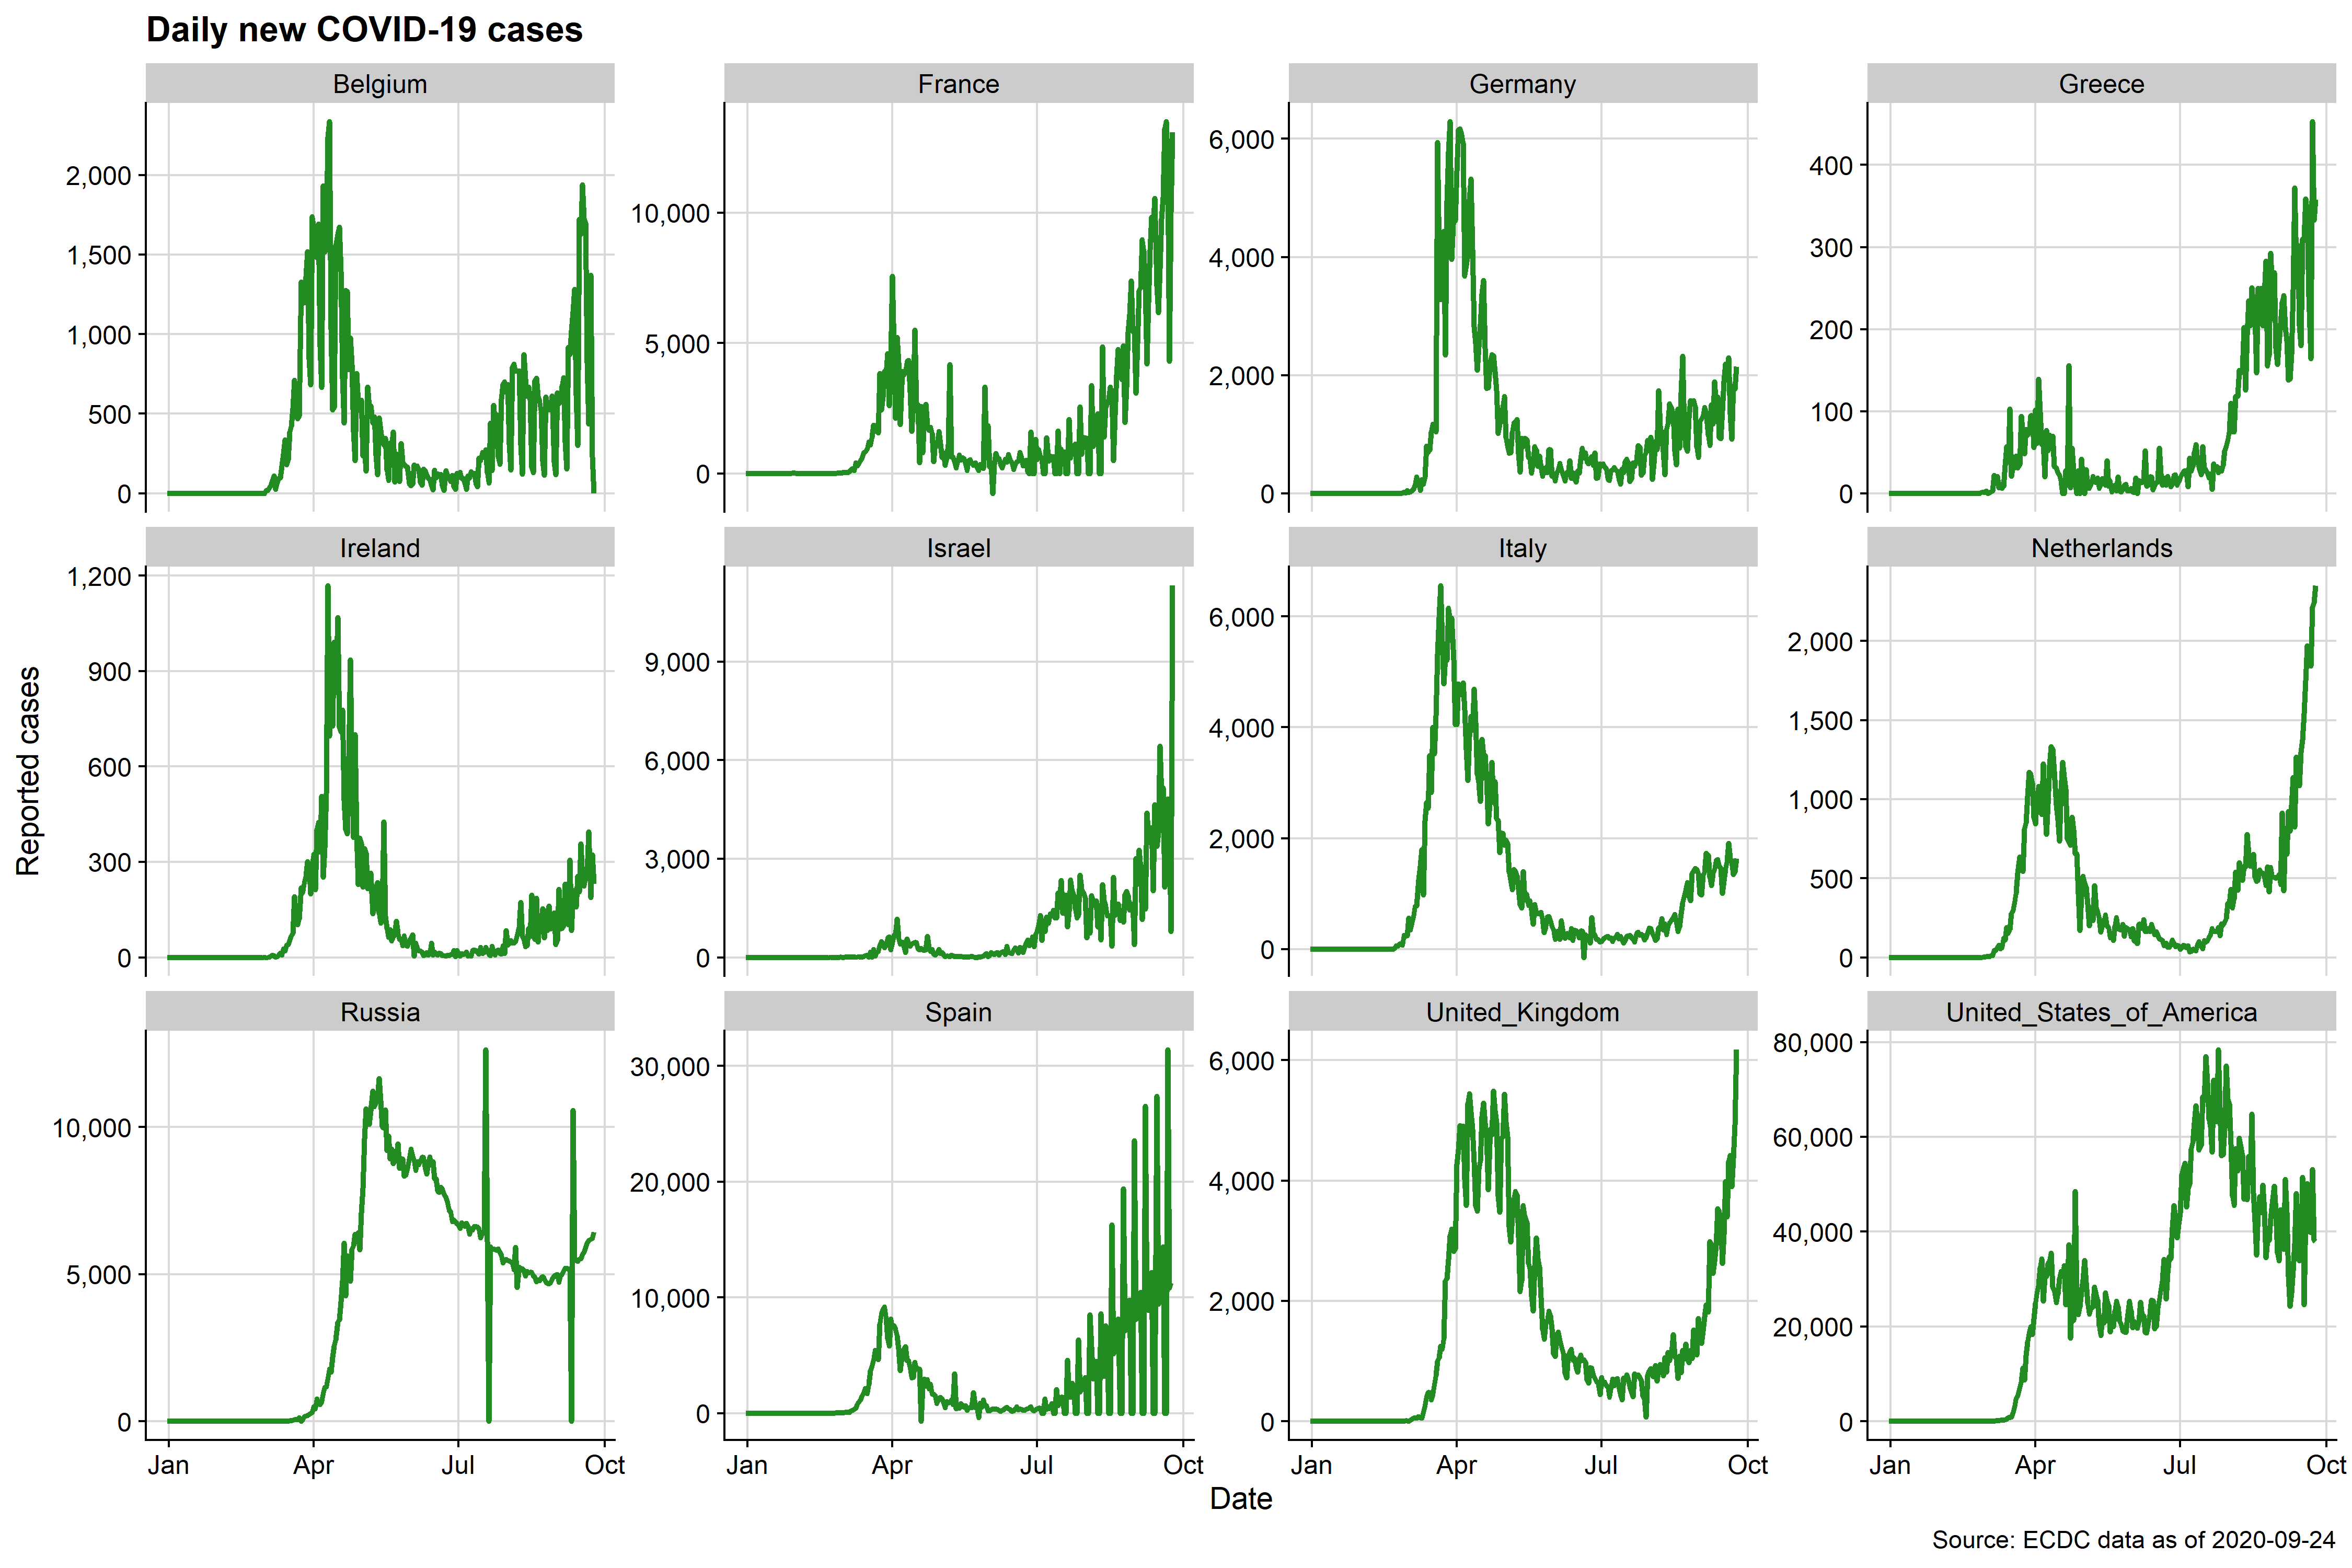 Daily new COVID-19 cases
Belgium
France
Germany
Greece
2,000
1,500
1,000
500
0
10,000
5,000
0
6,000
4,000
2,000
0
400
300
200
100
0
Ireland
Israel
Italy
Netherlands
1,200
900
600
300
0
9,000
6,000
3,000
0
6,000
4,000
2,000
0
2,000
1,500
1,000
500
0
Reported cases
Russia
Spain
United_Kingdom
United_States_of_America
10,000
5,000
0
30,000
20,000
10,000
0
6,000
4,000
2,000
0
80,000
60,000
40,000
20,000
0
Jan Apr Jul Oct
Jan Apr Jul Oct
Jan Apr Jul Oct
Jan Apr Jul Oct
Date
Source: ECDC data as of 2020-09-24